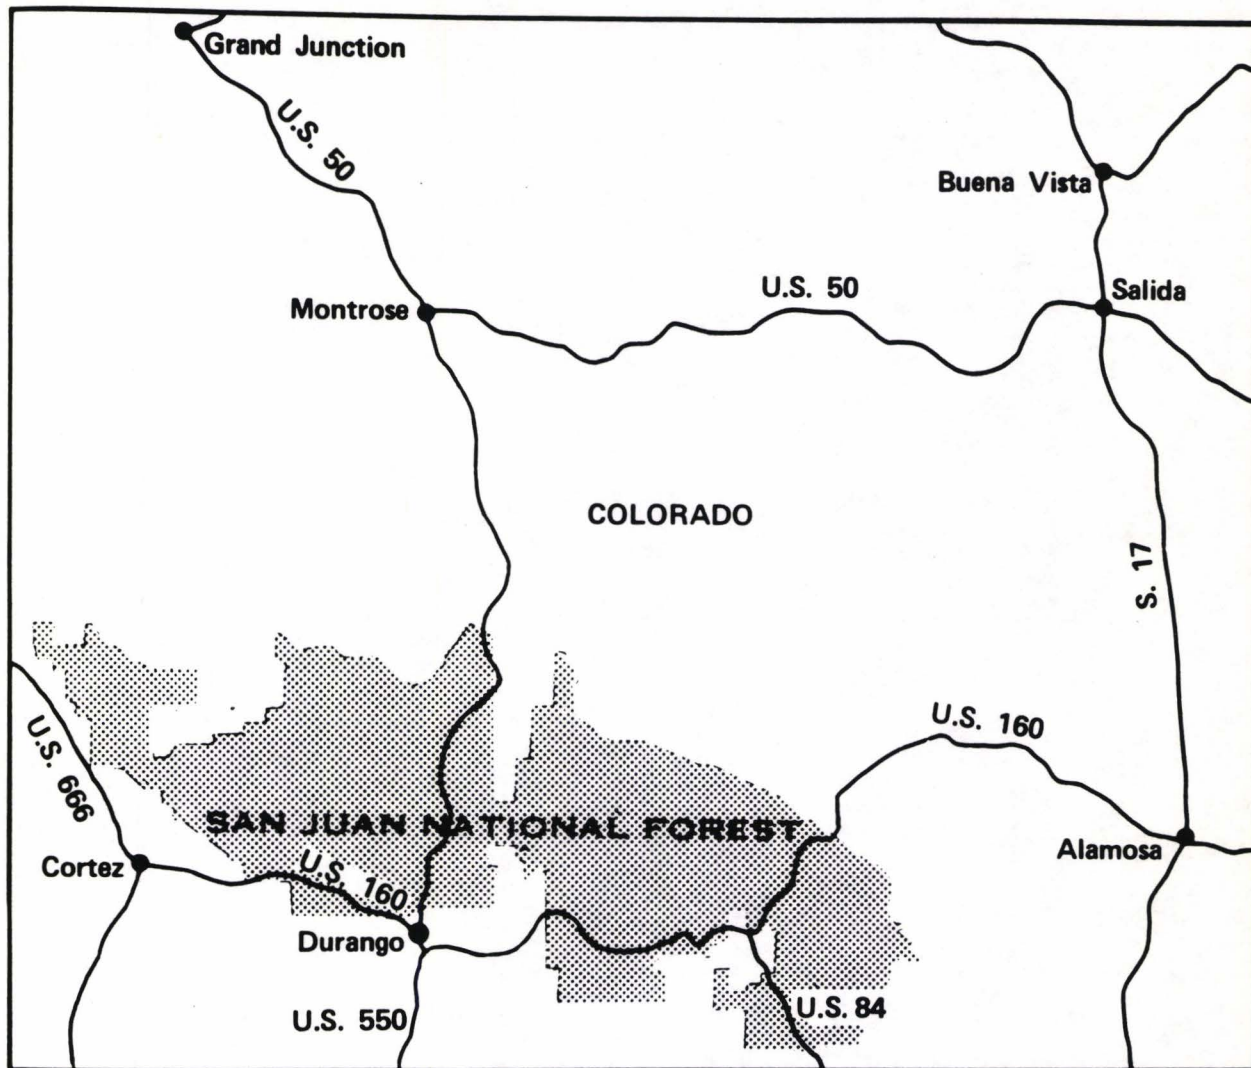 Grand Junction
U.S. 50
Buena Vista
Montrose
U.S. 50
Salida
COLORADO
S. 17
U.S. 160
U.S. 666
SAN JUAN NATIONAL FOREST
Cortez
U.S. 160
Alamosa
Durango
U.S. 550
U.S. 84